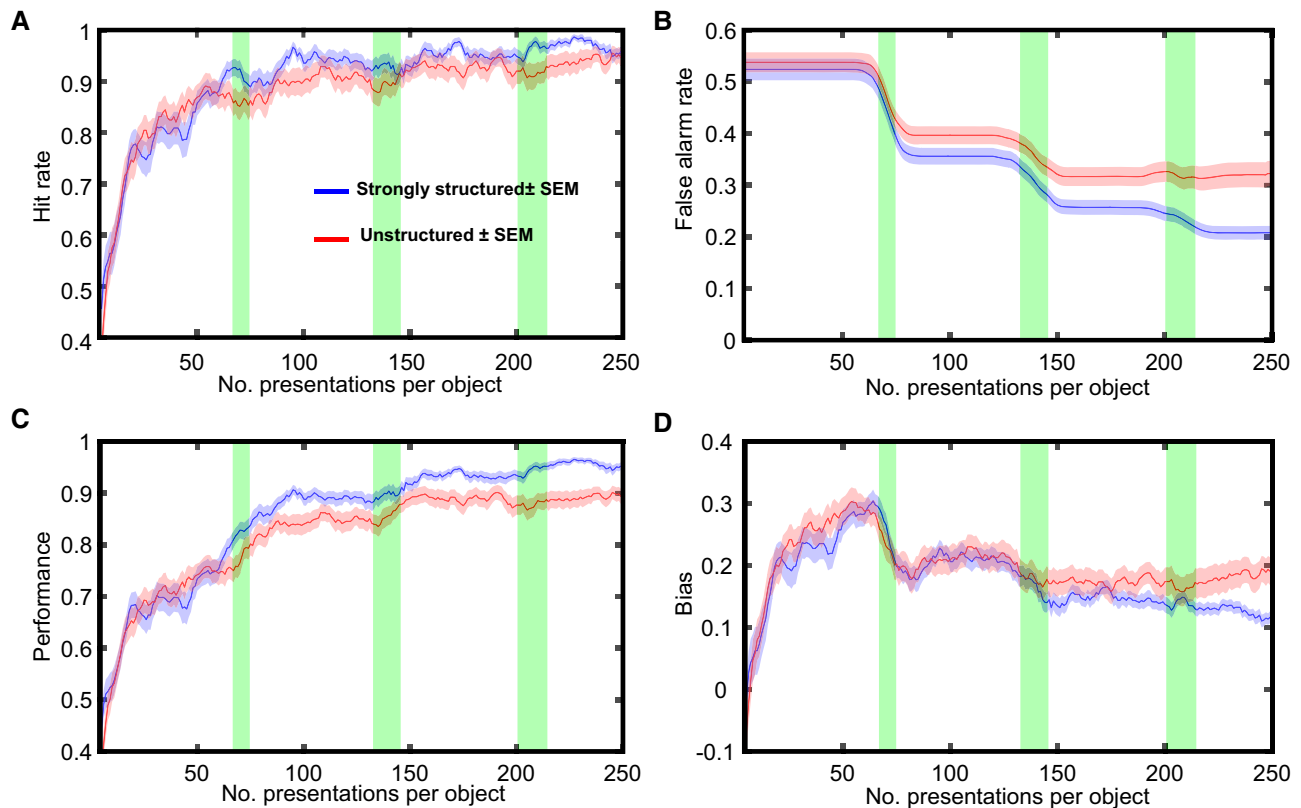 A
Hit rate
1
0.9
0.8
0.7
0.6
0.5
0.4
Strongly structured± SEM
Unstructured ± SEM
50 100 150 200 250
No. presentations per object
B
False alarm rate
0.6
0.5
0.4
0.3
0.2
0.1
0
50 100 150 200 250
No. presentations per object
C
Performance
1
0.9
0.8
0.7
0.6
0.5
0.4
50 100 150 200 250
No. presentations per object
D
Bias
0.4
0.3
0.2
0.1
0
-0.1
50 100 150 200 250
No. presentations per object